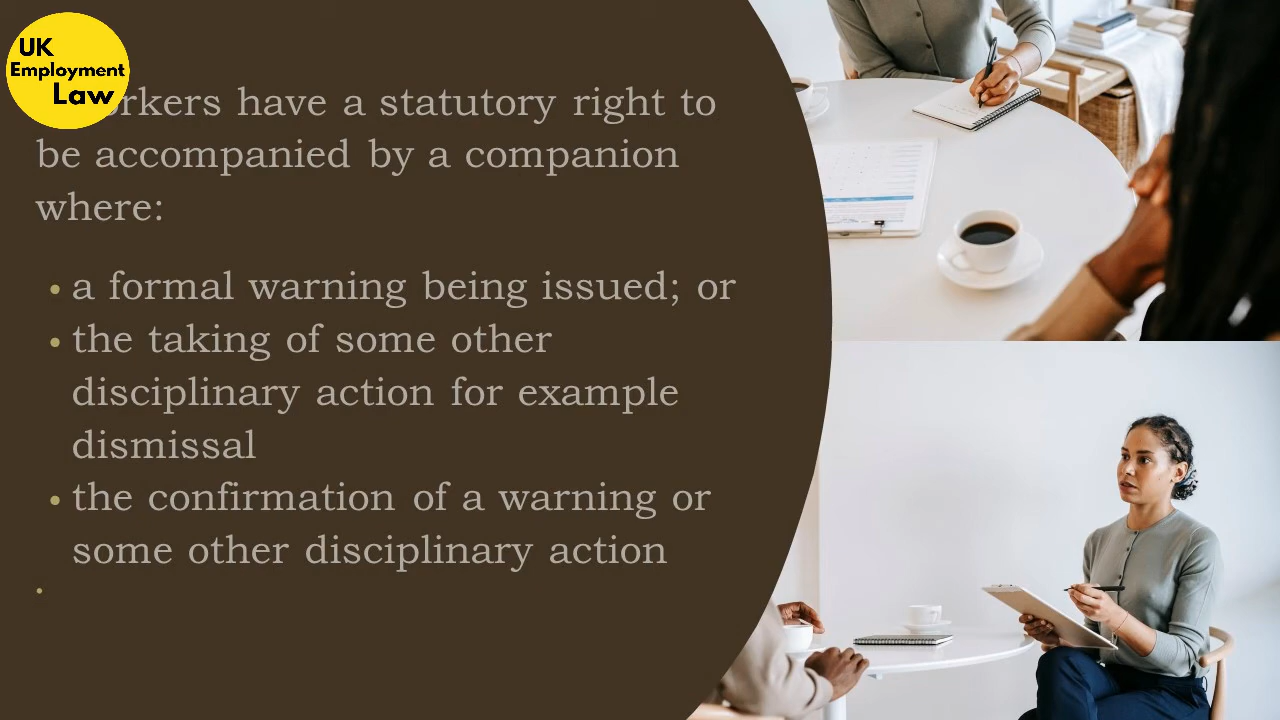 UK
Employment
Law
rkers have a statutory right to
be accompanied by a companion
where:
• a formal warning being issued; or
• the taking of some other
disciplinary action for example
dismissal
• the confirmation of a warning or
some other disciplinary action
•